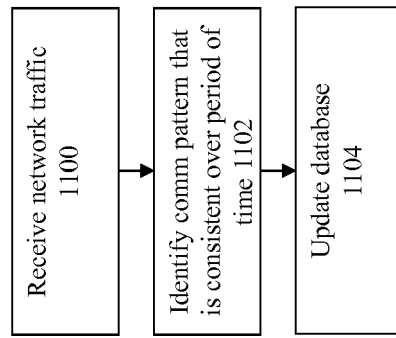 Receive network traffic
1100
Identify comm pattern that
is consistent over period of
time 1102
Update database
1104